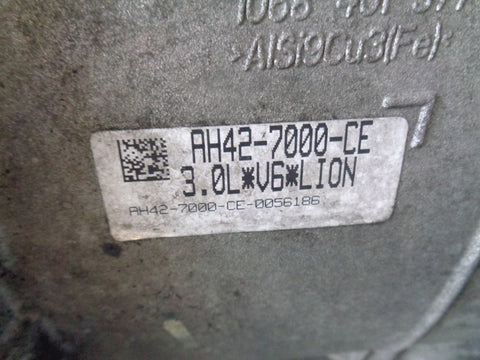 >AlSi9Cu3(Fe)<
AH42-7000-CE
3.0L*V6*LION
AH42-7000-CE-0056186